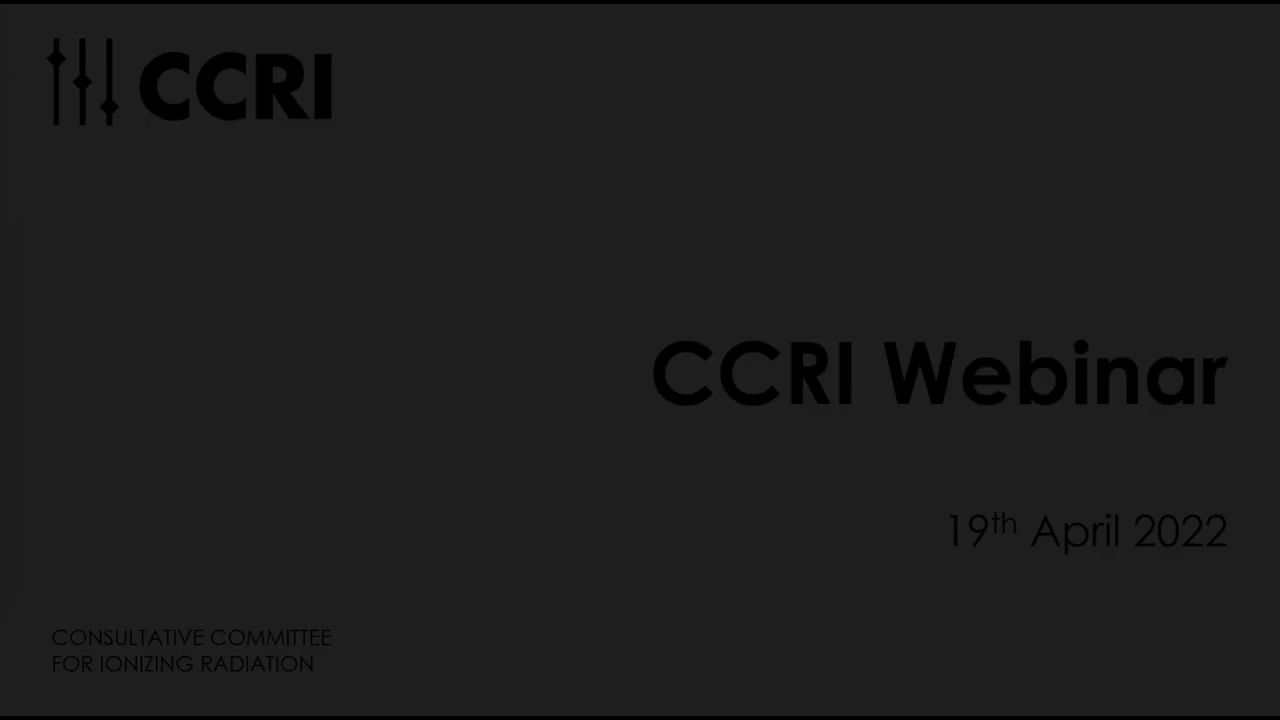 CCRI
CCRI Webinar
19th April 2022
CONSULTATIVE COMMITTEE
FOR IONIZING RADIATION